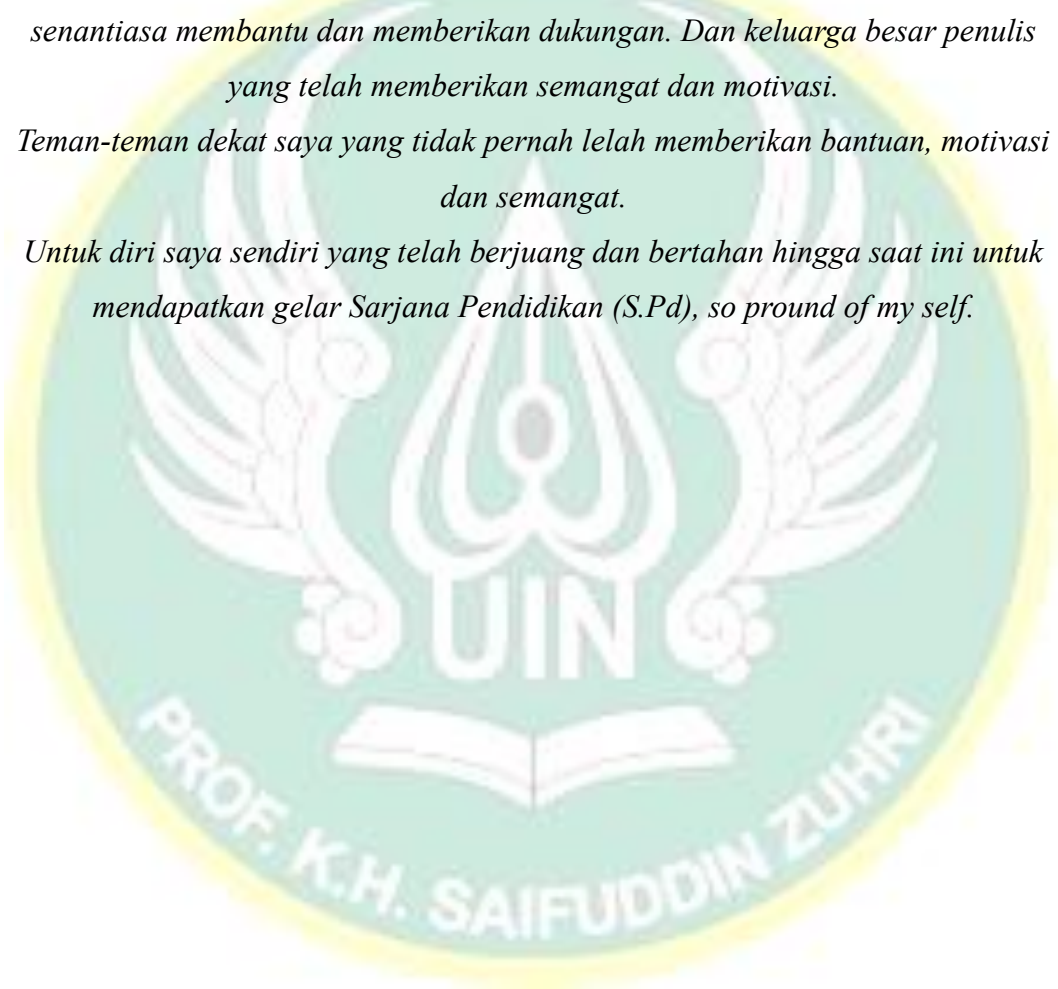 senantiasa membantu dan memberikan dukungan. Dan keluarga besar penulis
yang telah memberikan semangat dan motivasi.
Teman-teman dekat saya yang tidak pernah lelah memberikan bantuan, motivasi
dan semangat.
Untuk diri saya sendiri yang telah berjuang dan bertahan hingga saat ini untuk
mendapatkan gelar Sarjana Pendidikan (S.Pd), so pround of my self.
UIN
PROF. K.H. SAIFUDDIN ZUHRI